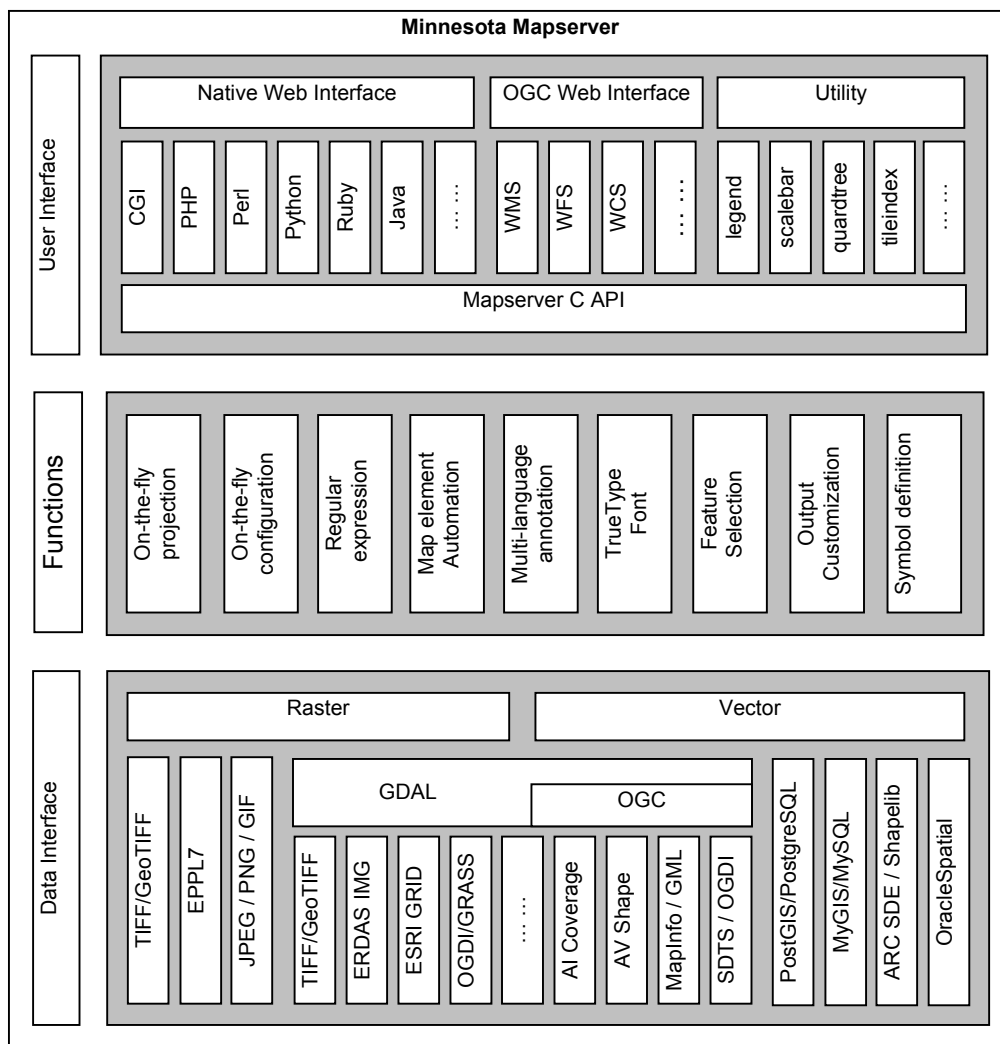 Minnesota Mapserver
User Interface
Native Web Interface
OGC Web Interface
Utility
CGI
PHP
Perl
Python
Ruby
Java
... ...
WMS
WFS
WCS
... ...
legend
scalebar
quardtree
tileindex
... ...
Mapserver C API
Functions
On-the-fly
projection
On-the-fly
configuration
Regular
expression
Map element
Automation
Multi-language
annotation
TrueType
Font
Feature
Selection
Output
Customization
Symbol definition
Data Interface
Raster
Vector
TIFF/GeoTIFF
EPPL7
JPEG / PNG / GIF
GDAL
OGC
TIFF/GeoTIFF
ERDAS IMG
ESRI GRID
OGDI/GRASS
... ...
AI Coverage
AV Shape
MapInfo / GML
SDTS / OGDI
PostGIS/PostgreSQL
MyGIS/MySQL
ARC SDE / Shapelib
OracleSpatial